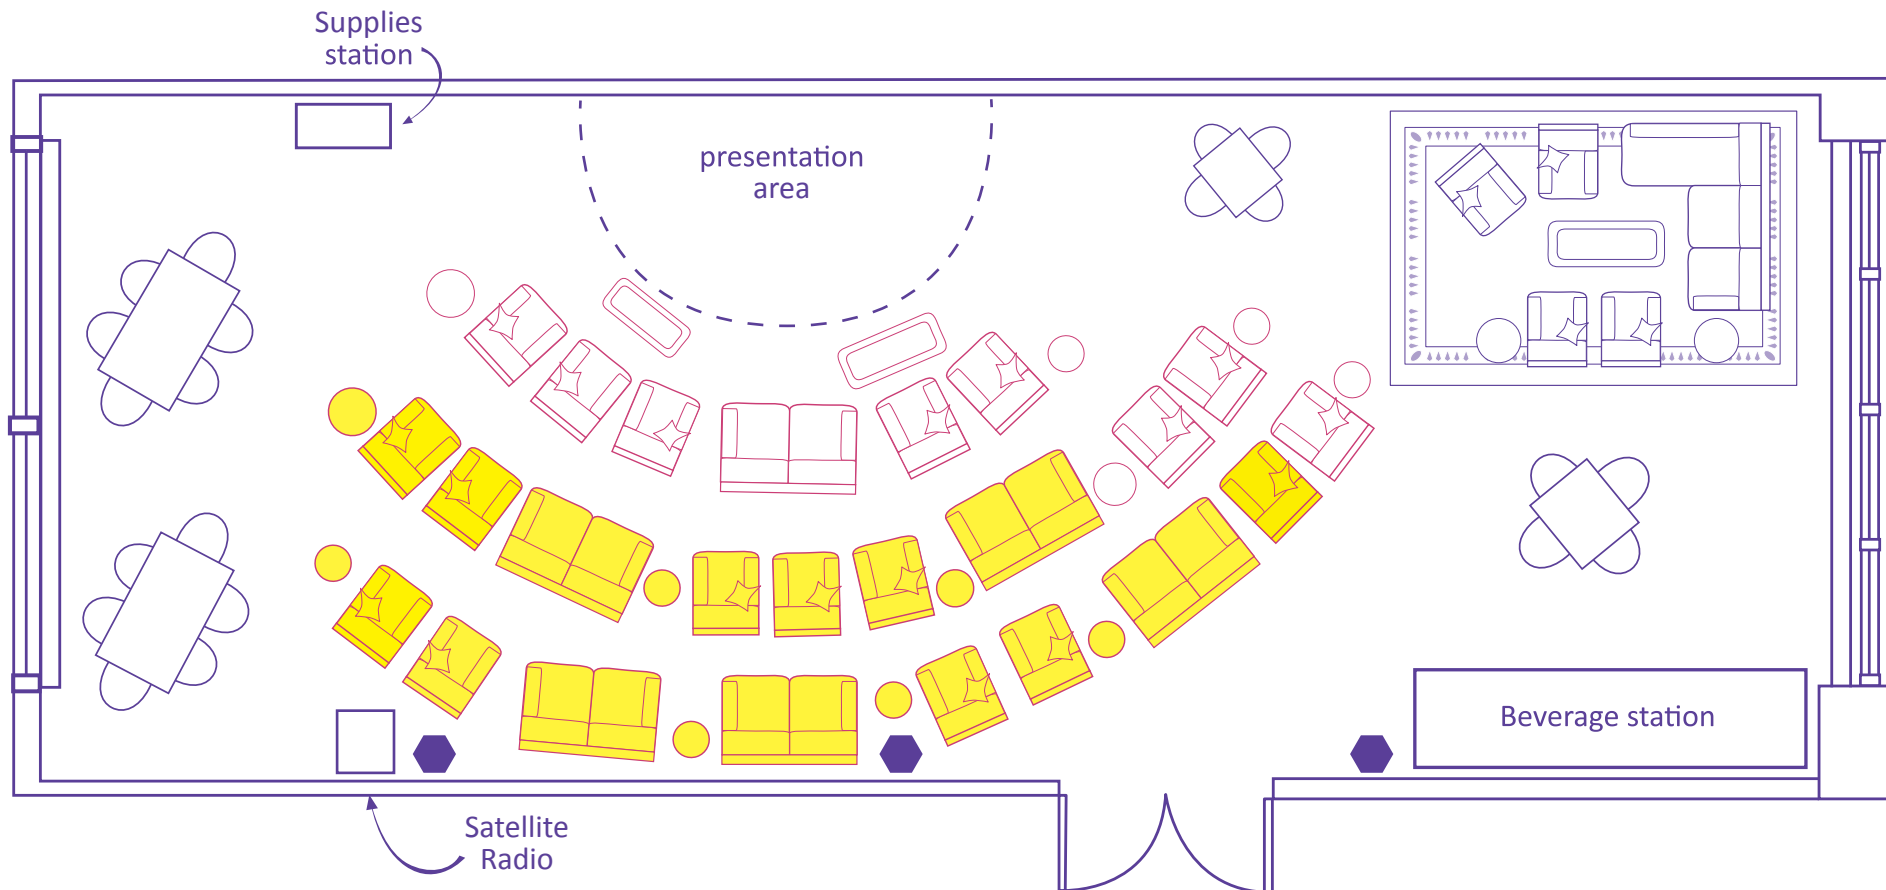 Supplies
station
presentation
area
Beverage station
Satellite
Radio